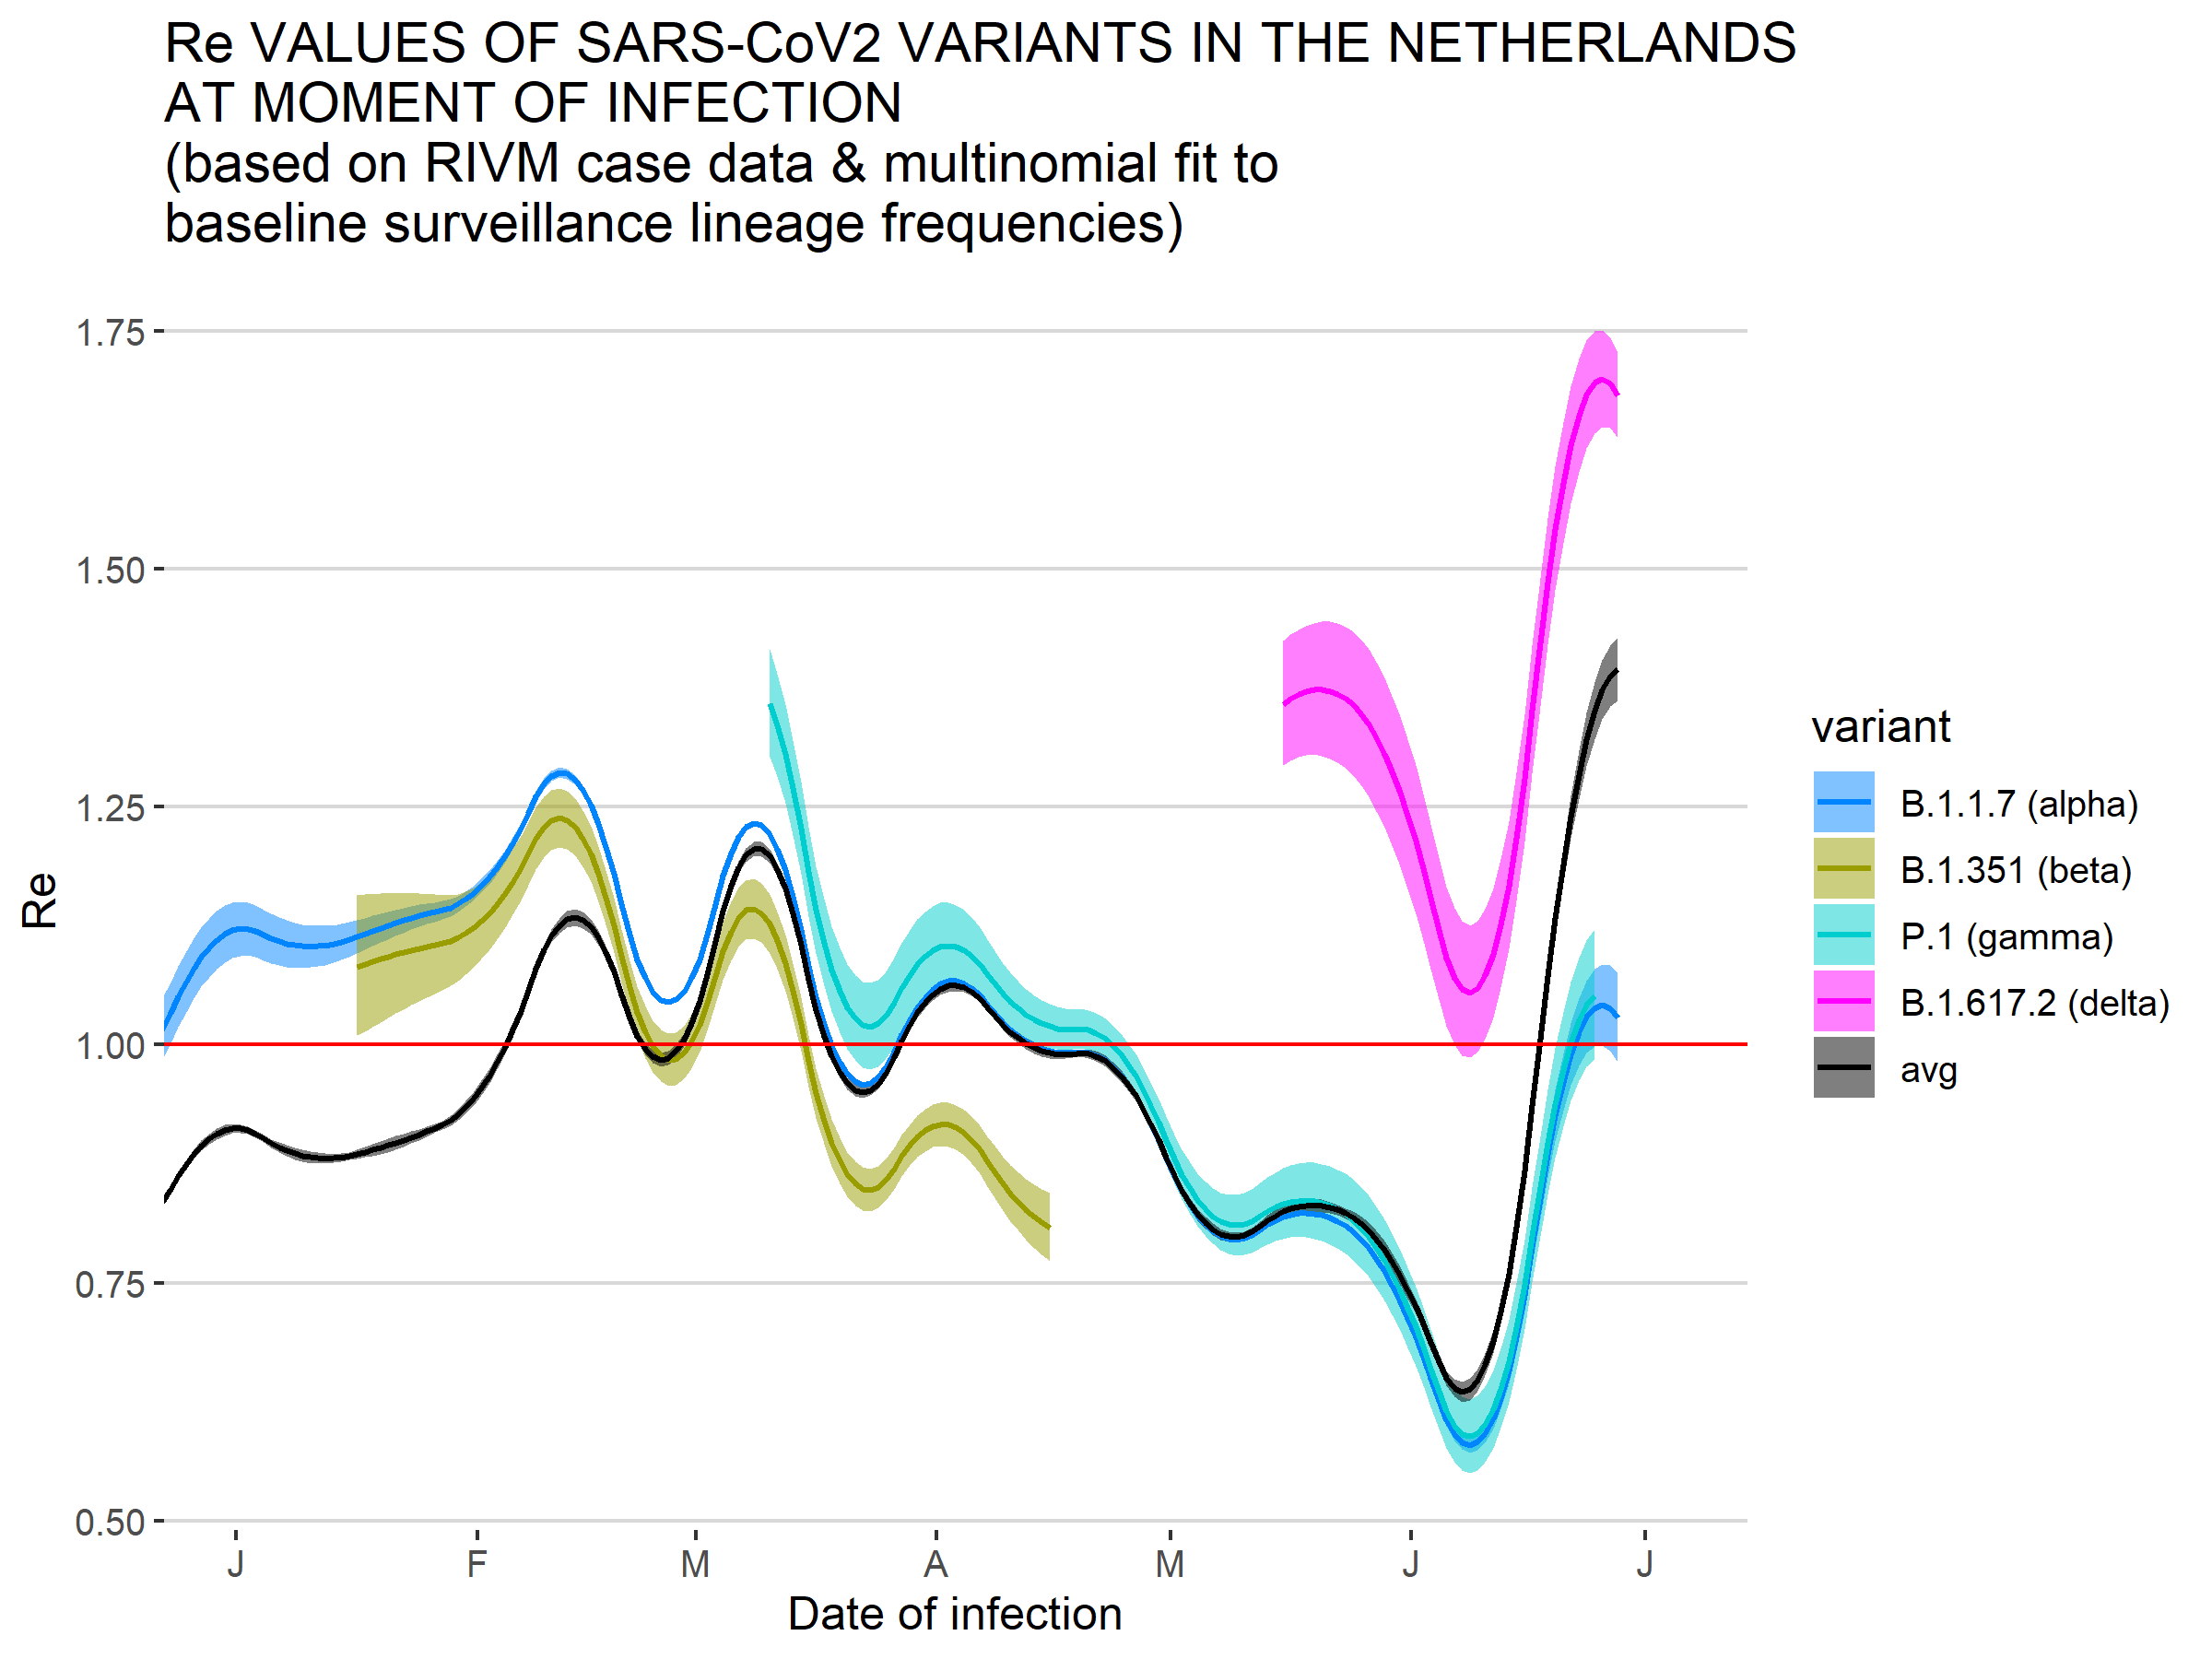 Re VALUES OF SARS-CoV2 VARIANTS IN THE NETHERLANDS
AT MOMENT OF INFECTION
(based on RIVM case data & multinomial fit to
baseline surveillance lineage frequencies)
1.75
1.50
1.25
1.00
0.75
0.50
Re
J F M A M J J
Date of infection
variant
B.1.1.7 (alpha)
B.1.351 (beta)
P.1 (gamma)
B.1.617.2 (delta)
avg